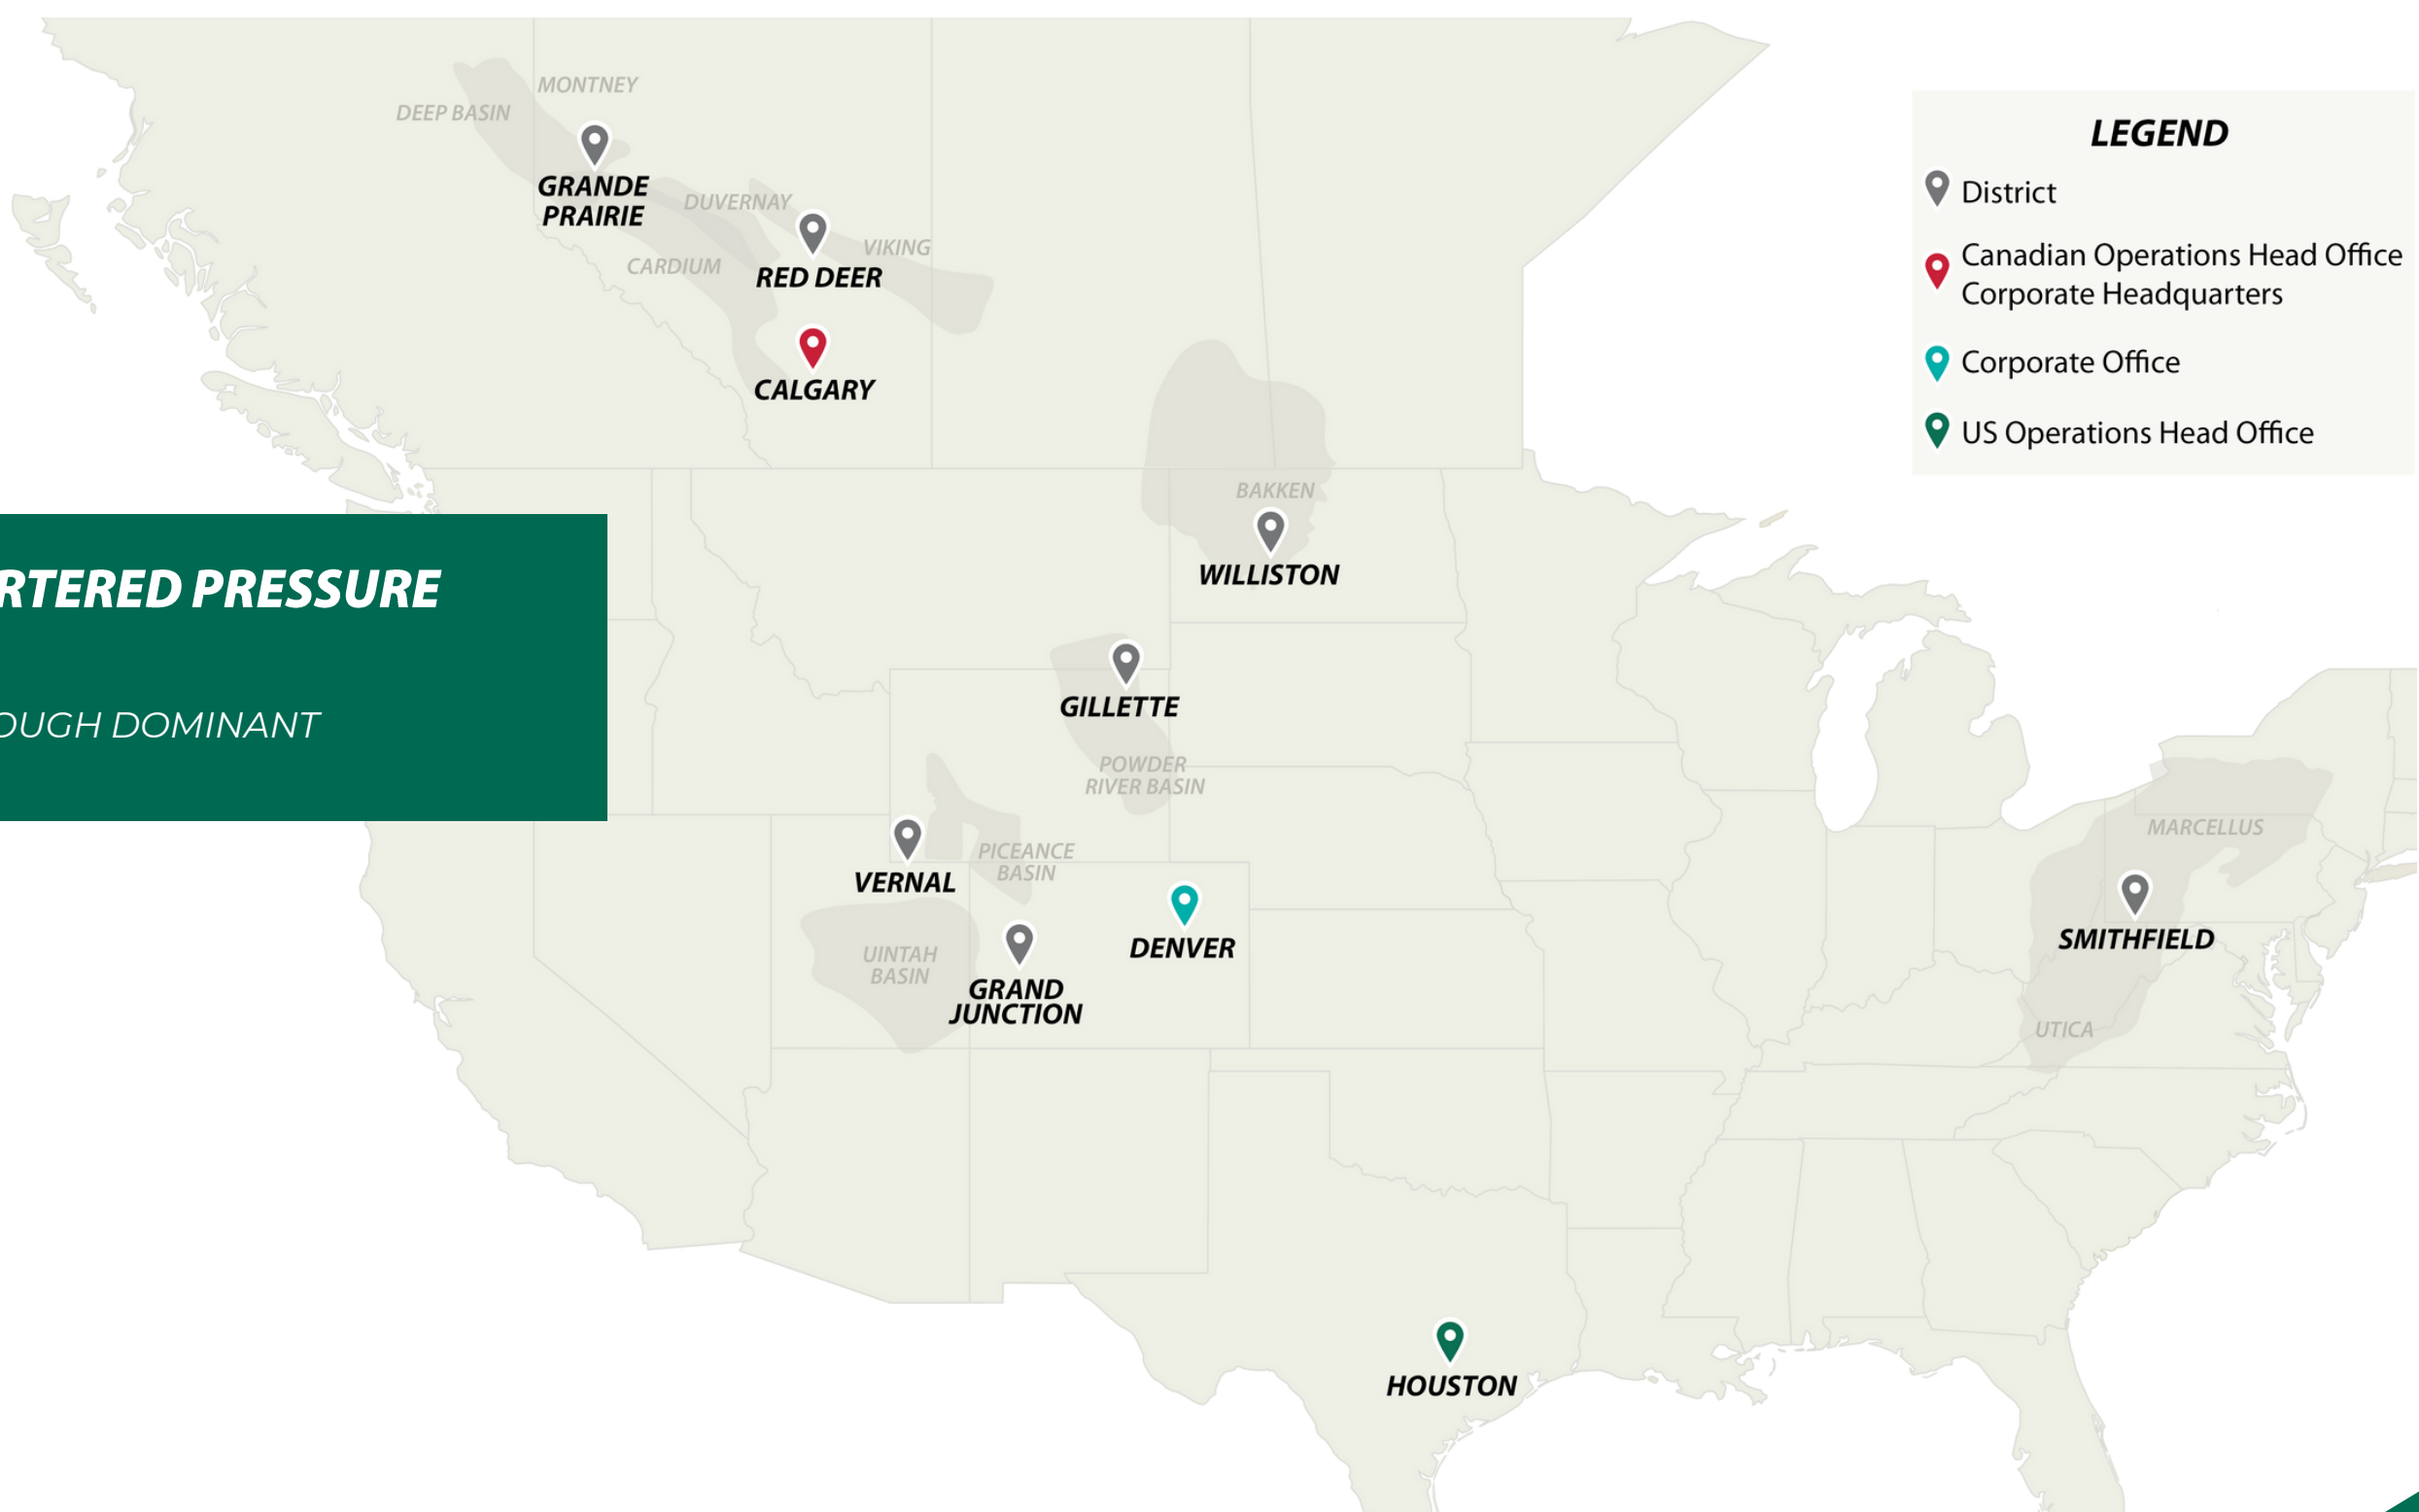 MONTNEY
DEEP BASIN
GRANDE
PRAIRIE
DUVERNAY
VIKING
CARDIUM
RED DEER
CALGARY
LEGEND
District
Canadian Operations Head Office
Corporate Headquarters
Corporate Office
US Operations Head Office
BAKKEN
WILLISTON
RTERED PRESSURE
OUGH DOMINANT
GILLETTE
POWDER
RIVER BASIN
VERNAL
PICEANCE
BASIN
UINTAH
BASIN
GRAND
JUNCTION
DENVER
MARCELLUS
SMITHFIELD
UTICA
HOUSTON